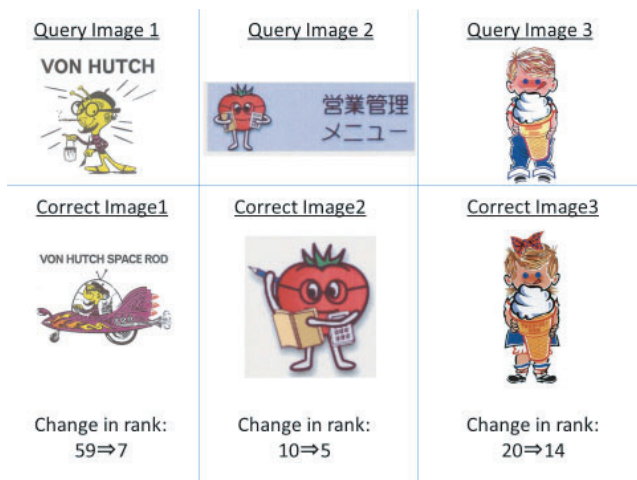 Query Image 1
Query Image 2
Query Image 3
VON HUTCH
営業管理
メニュー
Correct Image1
Correct Image2
Correct Image3
VON HUTCH SPACE ROD
Change in rank:
59⇒7
Change in rank:
10⇒5
Change in rank:
20⇒14